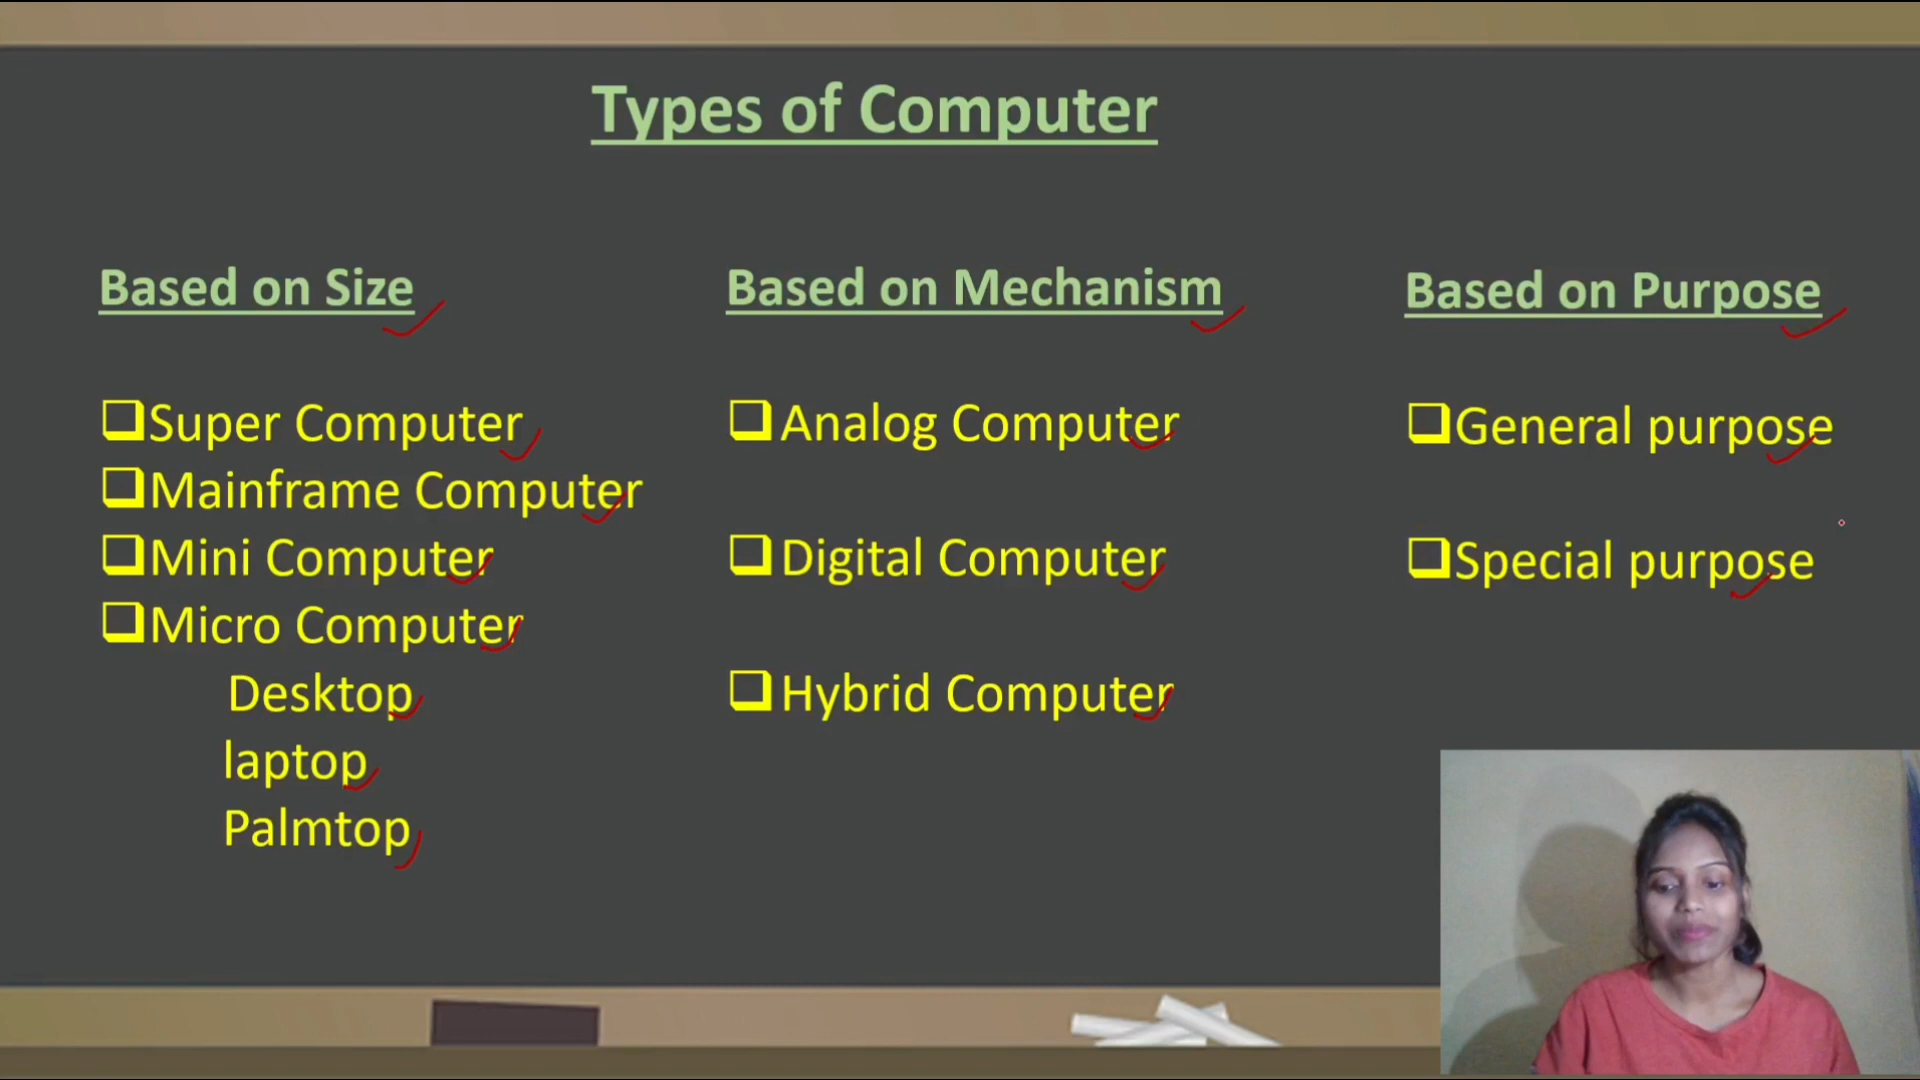 Types of Computer
Based on Size
Super Computer
Mainframe Computer
Mini Computer
Micro Computer
Desktop
laptop
Palmtop
Based on Mechanism
Analog Computer
Digital Computer
Hybrid Computer
Based on Purpose
General purpose
Special purpose